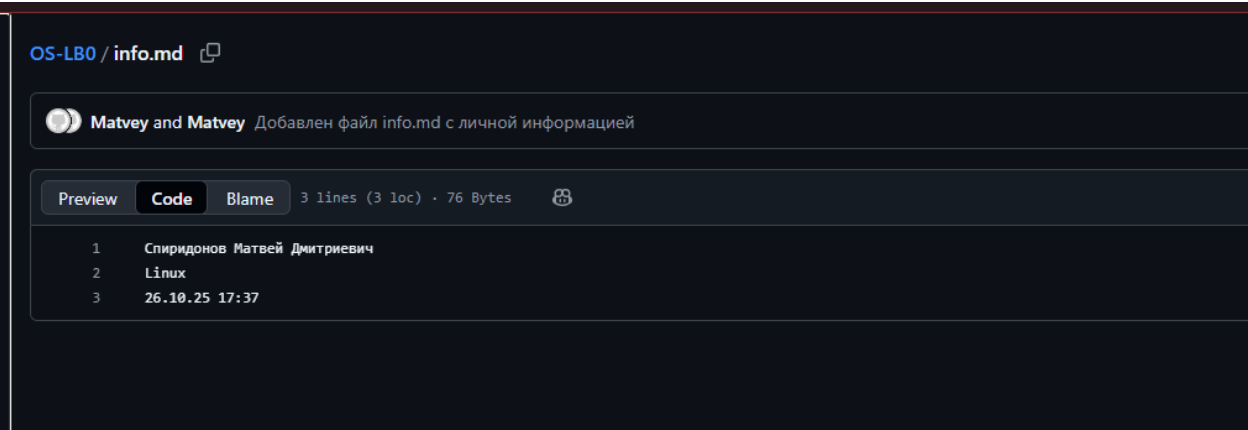 OS-LB0 / info.md
Matvey and Matvey Добавлен файл info.md с личной информацией
Preview Code Blame 3 lines (3 loc) · 76 Bytes
1 Спиридонов Матвей Дмитриевич
2 Linux
3 26.10.25 17:37